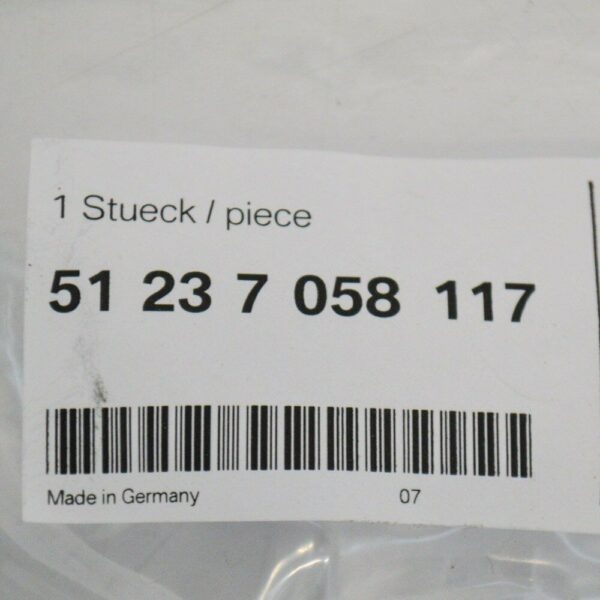 1 Stueck / piece
51 23 7 058 117
Made in Germany 07